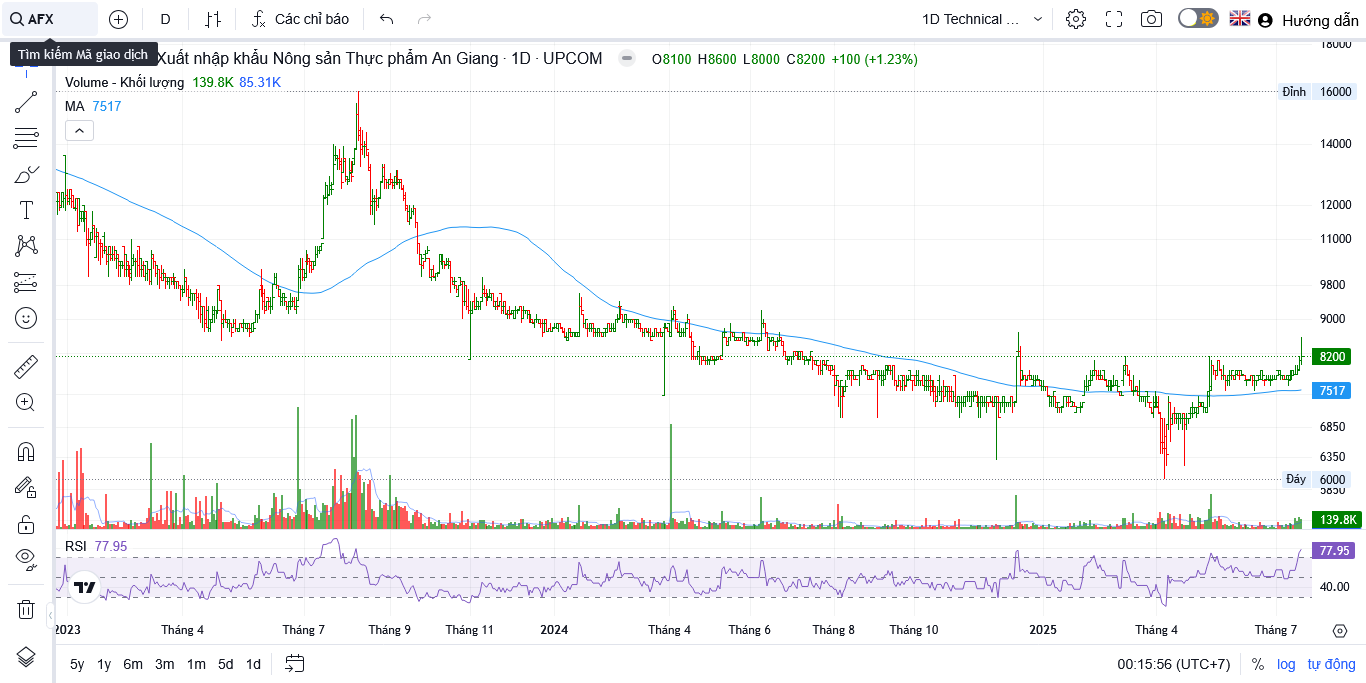 AFX
D
Các chỉ báo
1D Technical ...
Hướng dẫn
Tìm kiếm Mã giao dịch
Xuất nhập khẩu Nông sản Thực phẩm An Giang · 1D · UPCOM
O8100 H8600 L8000 C8200 +100 (+1.23%)
Volume - Khối lượng 139.8K 85.31K
MA 7517
18000
Đỉnh 16000
14000
12000
11000
9800
9000
8200
7517
6850
6350
Đáy 6000
5850
139.8K
RSI 77.95
77.95
40.00
2023 Tháng 4 Tháng 7 Tháng 9 Tháng 11 2024 Tháng 4 Tháng 6 Tháng 8 Tháng 10 2025 Tháng 4 Tháng 7
5y 1y 6m 3m 1m 5d 1d
00:15:56 (UTC+7) % log tự động